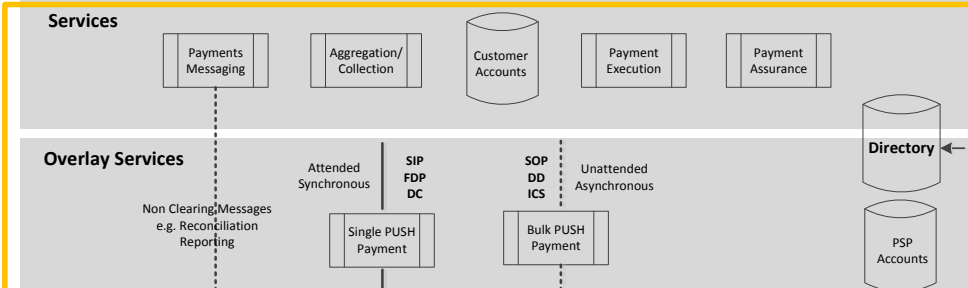 Services
Payments
Messaging
Aggregation/
Collection
Customer
Accounts
Payment
Execution
Payment
Assurance
Directory
Overlay Services
Attended
Synchronous
SIP
FDP
DC
SOP
DD
ICS
Unattended
Asynchronous
Non Clearing Messages
e.g. Reconciliation
Reporting
Single PUSH
Payment
Bulk PUSH
Payment
PSP
Accounts